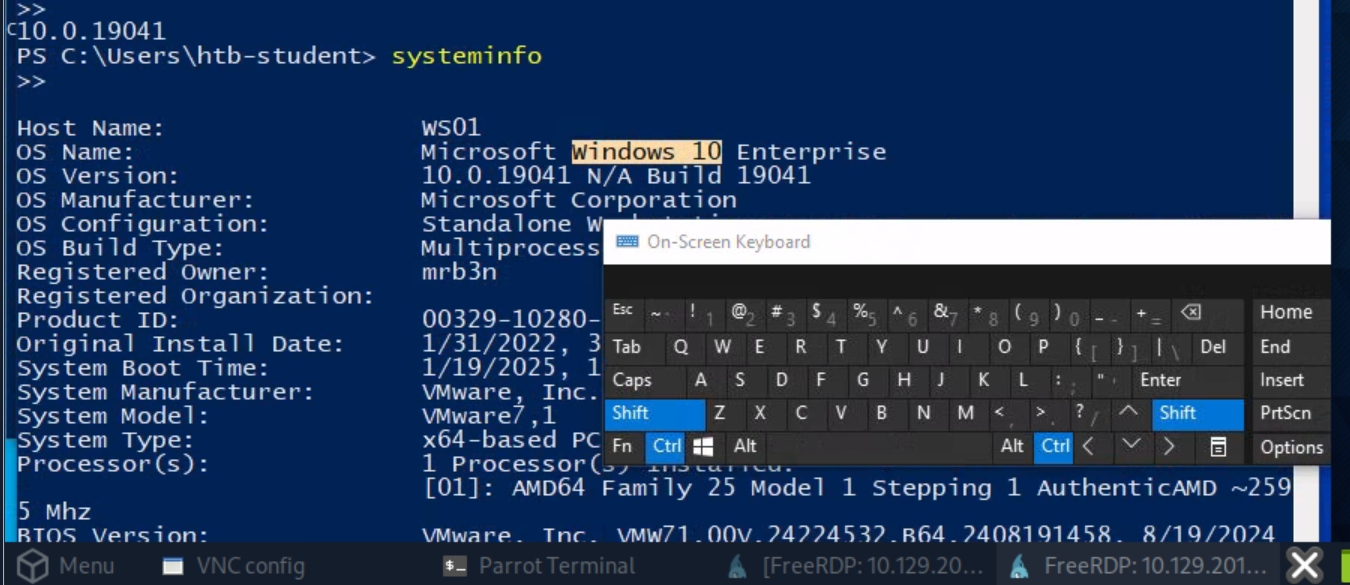 >>
10.0.19041
PS C:\Users\htb-student> systeminfo
>>
Host Name: WS01
OS Name: Microsoft Windows 10 Enterprise
OS Version: 10.0.19041 N/A Build 19041
OS Manufacturer: Microsoft Corporation
OS Configuration: Standalone
OS Build Type: Multiprocess
Registered Owner: mrb3n
Registered Organization:
Product ID: 00329-10280-
Original Install Date: 1/31/2022, 3
System Boot Time: 1/19/2025, 1
System Manufacturer: VMware, Inc.
System Model: VMware7,1
System Type: x64-based PC
Processor(s): 1 Processor(s) Installed.
[01]: AMD64 Family 25 Model 1 Stepping 1 AuthenticAMD ~259
5 Mhz
BIOS Version: VMware, Inc. VMW71.00V.24224532.B64.2408191458, 8/19/2024
On-Screen Keyboard
Esc ~ ` ! 1 @ 2 # 3 $ 4 % 5 ^ 6 & 7 * 8 ( 9 ) 0 _ - + = Home
Tab Q W E R T Y U I O P { [ } ] | \ Del End
Caps A S D F G H J K L : ; " ' Enter Insert
Shift Z X C V B N M < , > . ? / Shift PrtScn
Fn Ctrl Alt Alt Ctrl Options
Menu VNC config $_ Parrot Terminal [FreeRDP: 10.129.20... FreeRDP: 10.129.201...